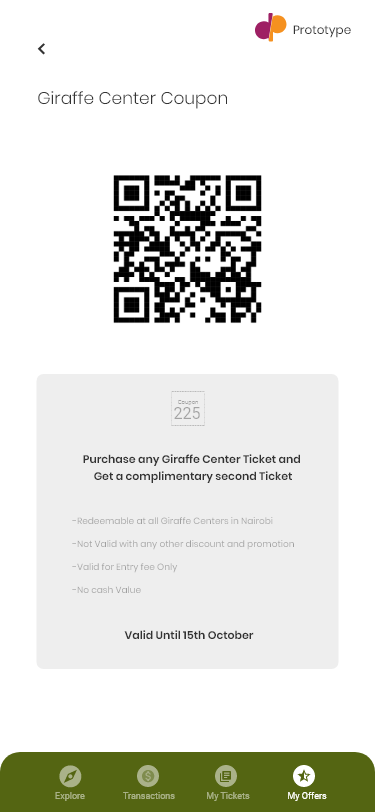 Prototype
Giraffe Center Coupon
Coupon
225
Purchase any Giraffe Center Ticket and
Get a complimentary second Ticket
-Redeemable at all Giraffe Centers in Nairobi
-Not Valid with any other discount and promotion
-Valid for Entry fee Only
-No cash Value
Valid Until 15th October
Explore
Transactions
My Tickets
My Offers